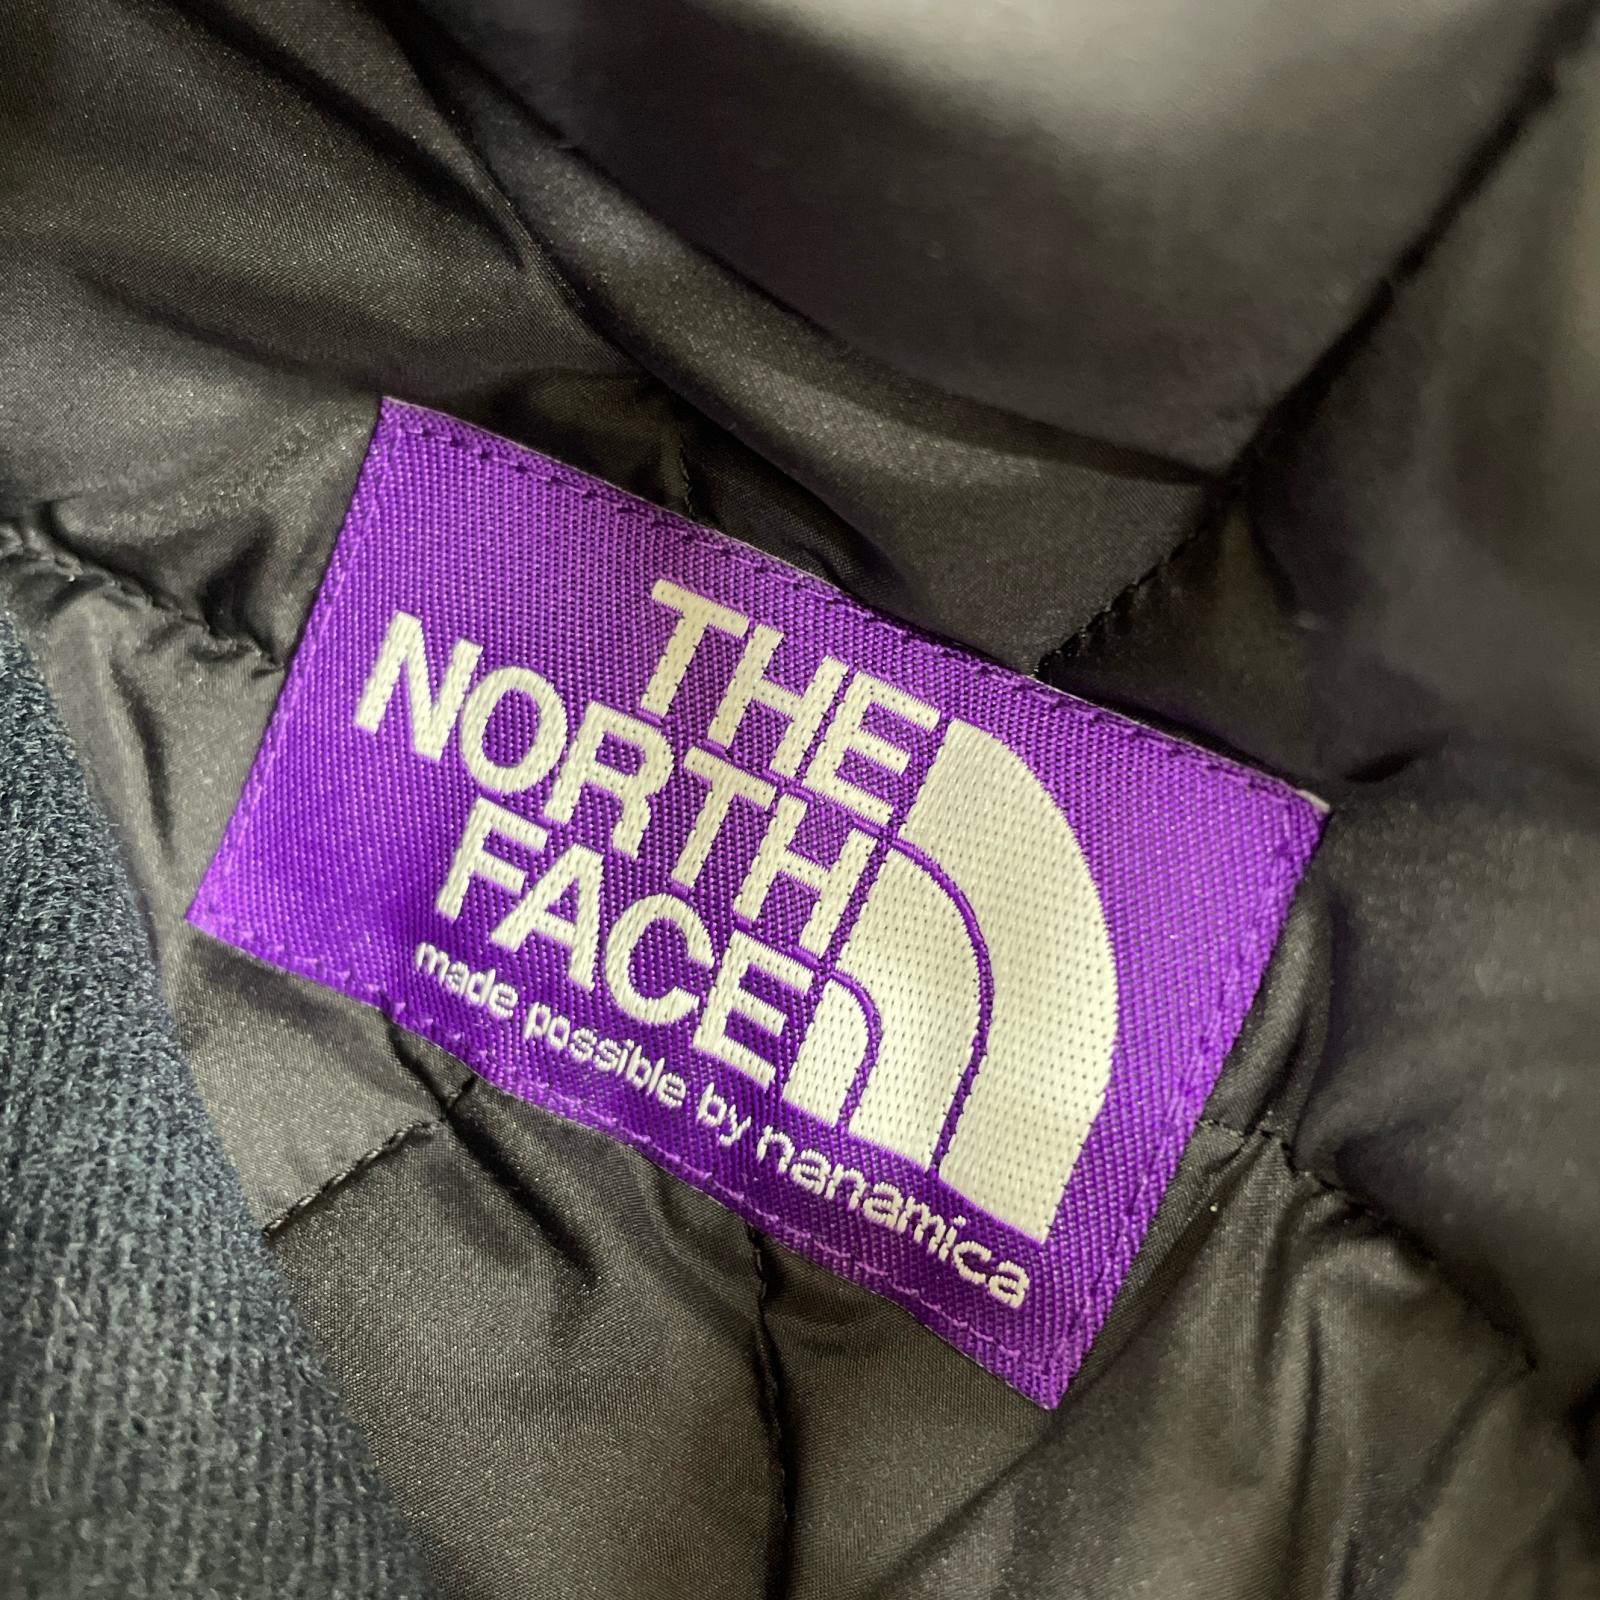 THE
NORTH
FACE
made possible by nanamica